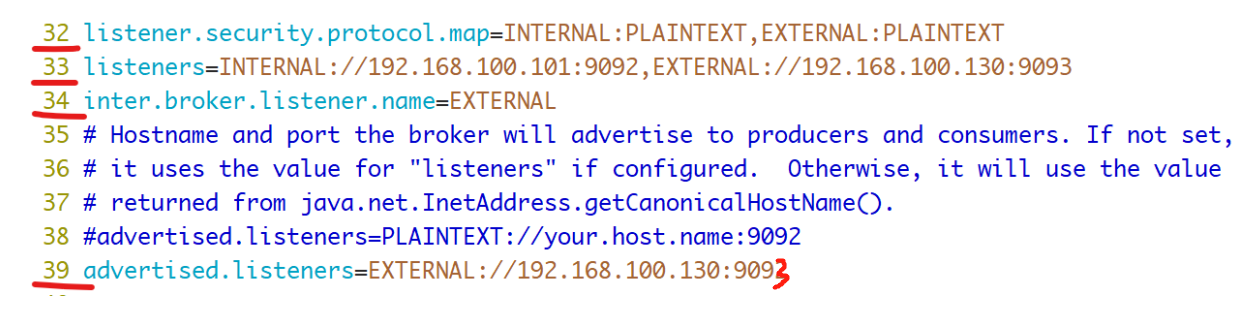 32 listener.security.protocol.map=INTERNAL:PLAINTEXT,EXTERNAL:PLAINTEXT
33 listeners=INTERNAL://192.168.100.101:9092,EXTERNAL://192.168.100.130:9093
34 inter.broker.listener.name=EXTERNAL
35 # Hostname and port the broker will advertise to producers and consumers. If not set,
36 # it uses the value for "listeners" if configured.  Otherwise, it will use the value
37 # returned from java.net.InetAddress.getCanonicalHostName().
38 #advertised.listeners=PLAINTEXT://your.host.name:9092
39 advertised.listeners=EXTERNAL://192.168.100.130:9093